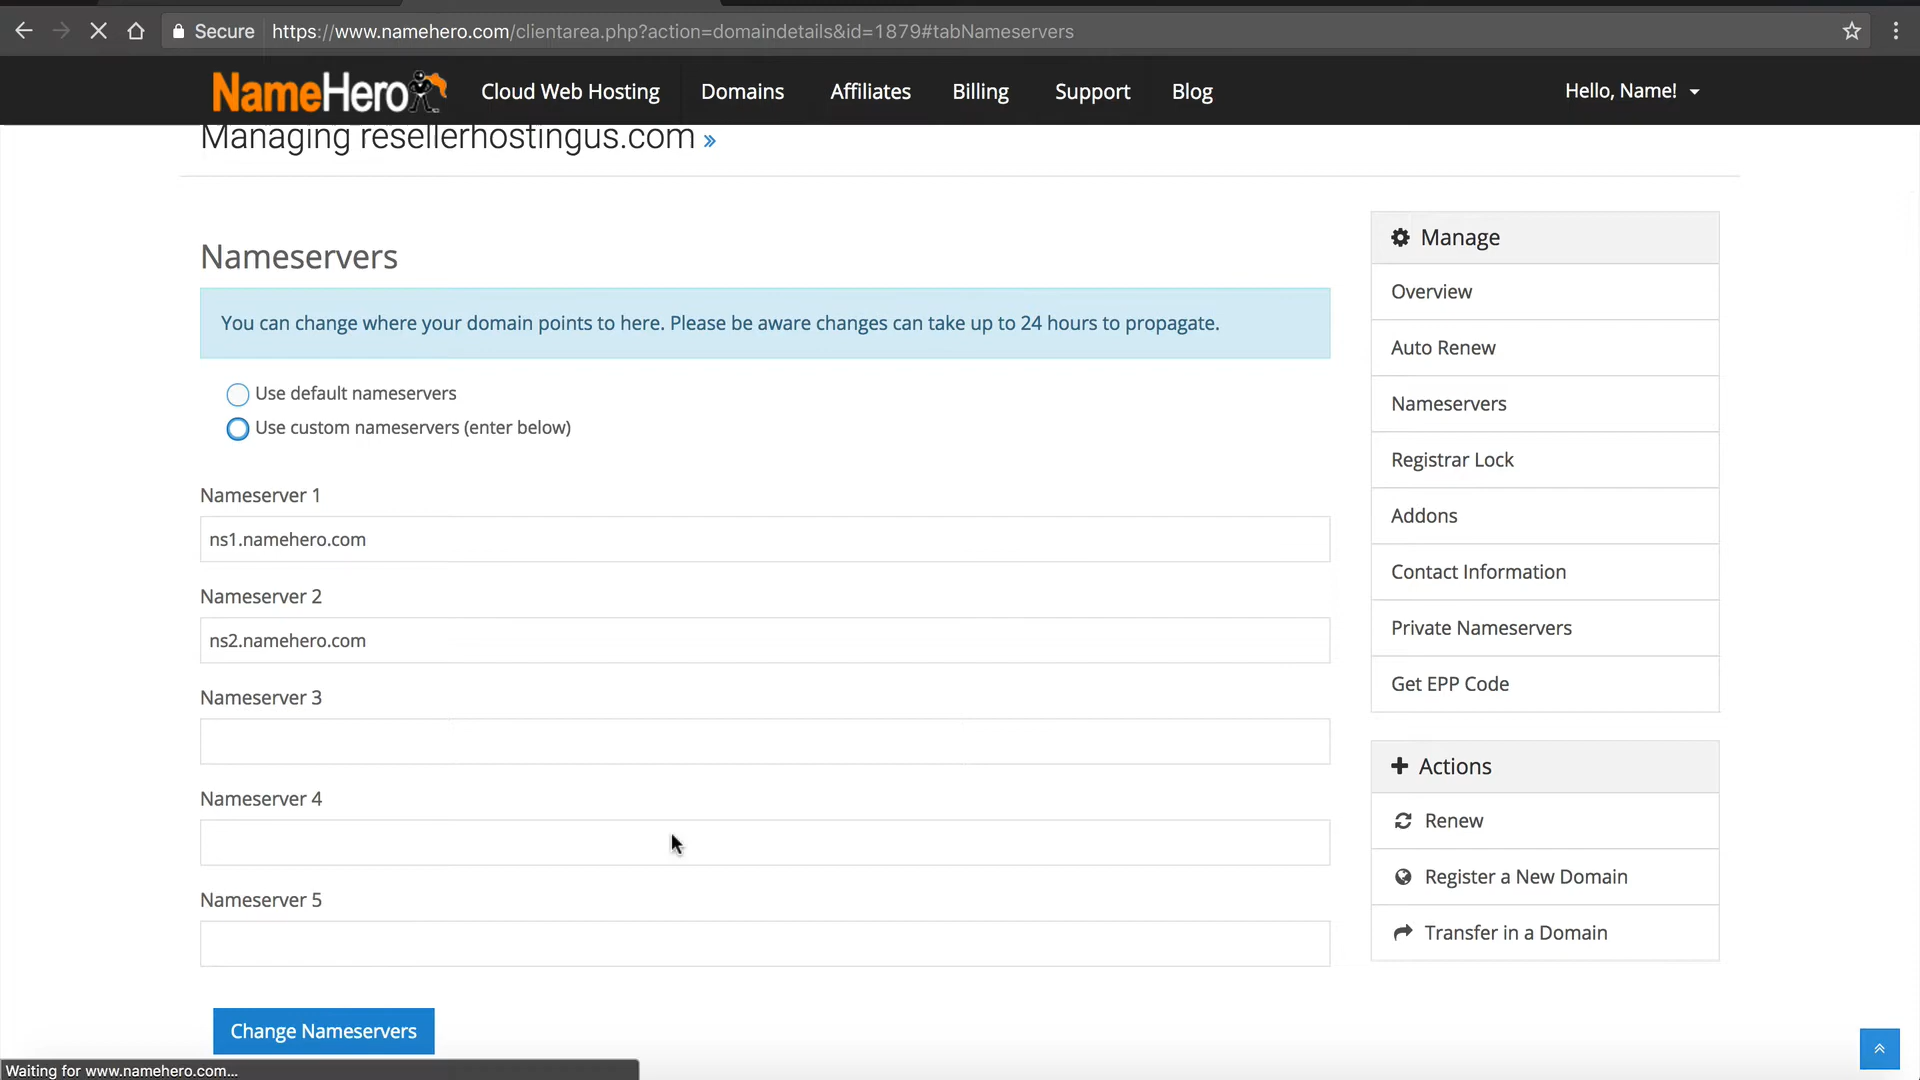 Secure https://www.namehero.com/clientarea.php?action=domaindetails&id=1879#tabNameservers
NameHero Cloud Web Hosting Domains Affiliates Billing Support Blog Hello, Name!
Managing resellerhostingus.com »
Nameservers
You can change where your domain points to here. Please be aware changes can take up to 24 hours to propagate.
Use default nameservers
Use custom nameservers (enter below)
Nameserver 1
ns1.namehero.com
Nameserver 2
ns2.namehero.com
Nameserver 3
Nameserver 4
Nameserver 5
Change Nameservers
Manage
Overview
Auto Renew
Nameservers
Registrar Lock
Addons
Contact Information
Private Nameservers
Get EPP Code
Actions
Renew
Register a New Domain
Transfer in a Domain
Waiting for www.namehero.com...